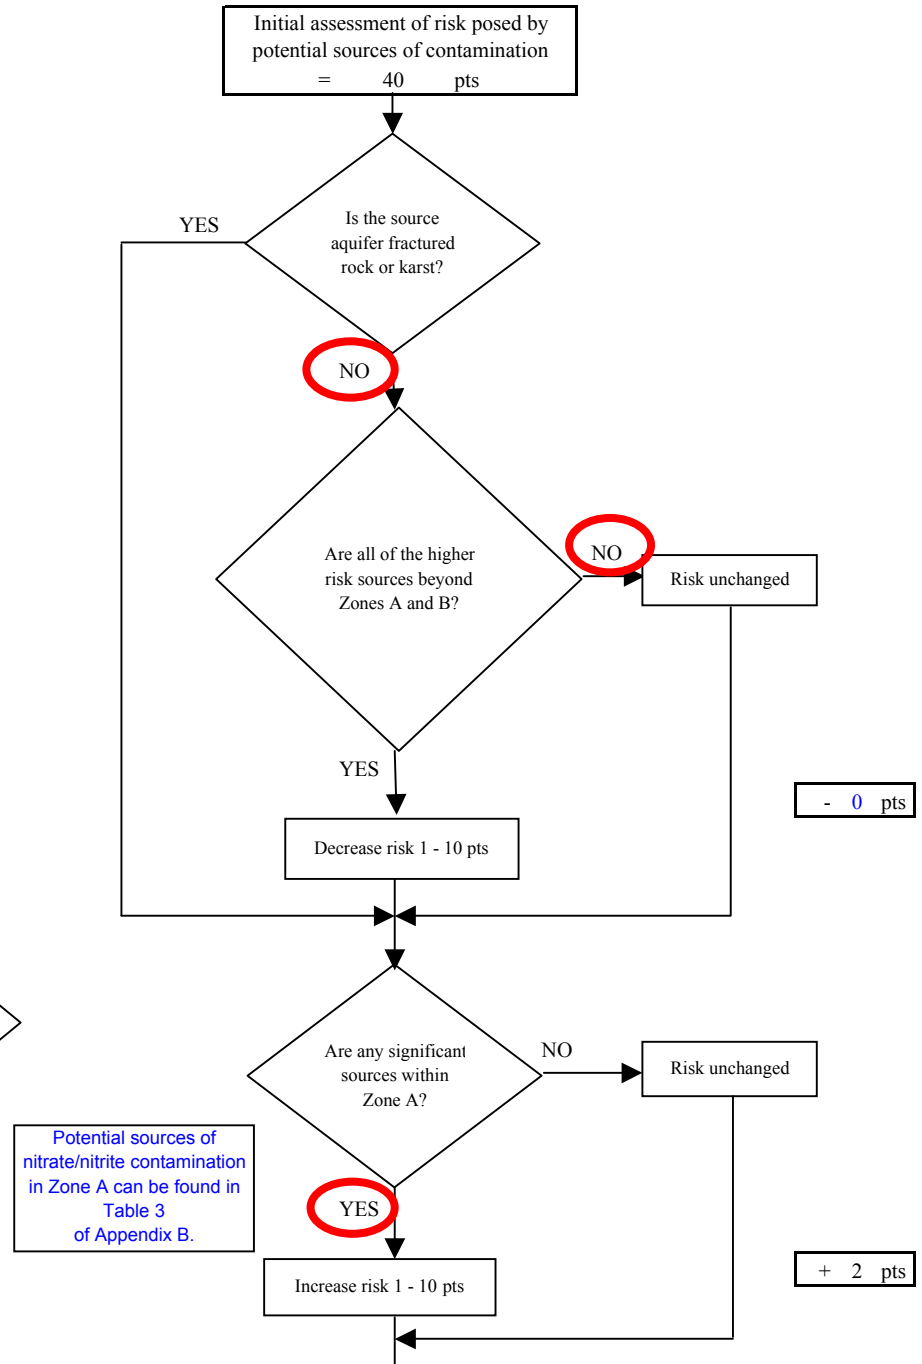 Initial assessment of risk posed by
potential sources of contamination
= 40 pts
YES
Is the source
aquifer fractured
rock or karst?
NO
Are all of the higher
risk sources beyond
Zones A and B?
NO
Risk unchanged
YES
- 0 pts
Decrease risk 1 - 10 pts
Are any significant
sources within
Zone A?
NO
Risk unchanged
Potential sources of
nitrate/nitrite contamination
in Zone A can be found in
Table 3
of Appendix B.
YES
+ 2 pts
Increase risk 1 - 10 pts